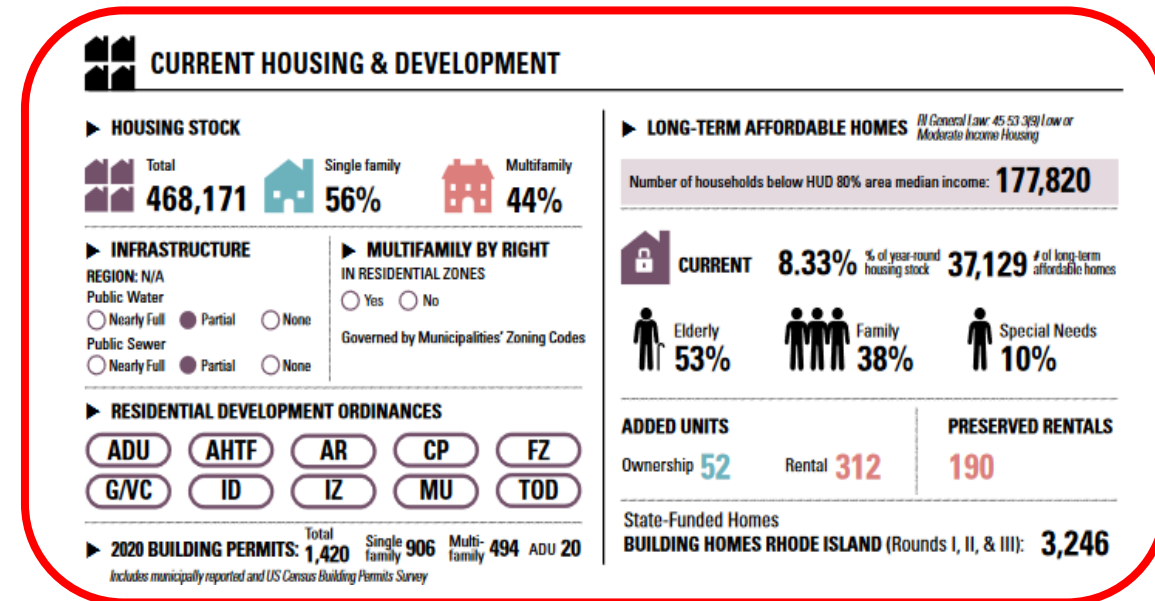 CURRENT HOUSING & DEVELOPMENT
HOUSING STOCK
Total
468,171
Single family
56%
Multifamily
44%
INFRASTRUCTURE
REGION: N/A
Public Water
Nearly Full Partial None
Public Sewer
Nearly Full Partial None
MULTIFAMILY BY RIGHT
IN RESIDENTIAL ZONES
Yes No
Governed by Municipalities' Zoning Codes
RESIDENTIAL DEVELOPMENT ORDINANCES
ADU AHTF AR CP FZ
G/VC ID IZ MU TOD
2020 BUILDING PERMITS: Total 1,420 Single family 906 Multi-family 494 ADU 20
Includes municipally reported and US Census Building Permits Survey
LONG-TERM AFFORDABLE HOMES
RI General Law: 45 53 3(9) Low or
Moderate Income Housing
Number of households below HUD 80% area median income: 177,820
CURRENT 8.33% % of year-round housing stock 37,129 # of long-term affordable homes
Elderly
53%
Family
38%
Special Needs
10%
ADDED UNITS
Ownership 52 Rental 312
PRESERVED RENTALS
190
State-Funded Homes
BUILDING HOMES RHODE ISLAND (Rounds I, II, & III): 3,246